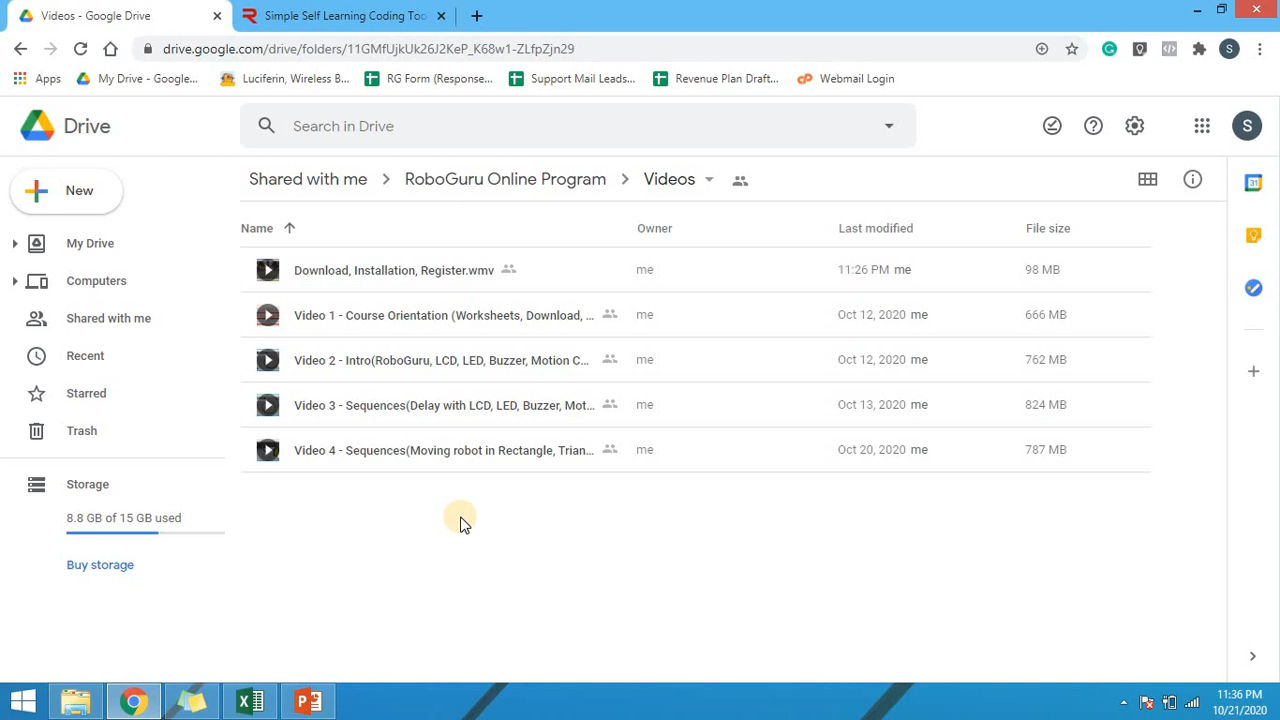 Videos - Google Drive
Simple Self Learning Coding Too
drive.google.com/drive/folders/11GMfUjkUk26J2KeP_K68w1-ZLfpZjn29
S
Apps
My Drive - Google...
Luciferin, Wireless B...
RG Form (Response...
Support Mail Leads...
Revenue Plan Draft...
Webmail Login
Drive
Search in Drive
S
New
Shared with me
RoboGuru Online Program
Videos
31
Name
Owner
Last modified
File size
My Drive
Download, Installation, Register.wmv
me
11:26 PM me
98 MB
Computers
Video 1 - Course Orientation (Worksheets, Download, ...
me
Oct 12, 2020 me
666 MB
Shared with me
Recent
Video 2 - Intro(RoboGuru, LCD, LED, Buzzer, Motion C...
me
Oct 12, 2020 me
762 MB
Starred
Video 3 - Sequences(Delay with LCD, LED, Buzzer, Mot...
me
Oct 13, 2020 me
824 MB
Trash
Video 4 - Sequences(Moving robot in Rectangle, Trian...
me
Oct 20, 2020 me
787 MB
Storage
8.8 GB of 15 GB used
Buy storage
11:36 PM
10/21/2020